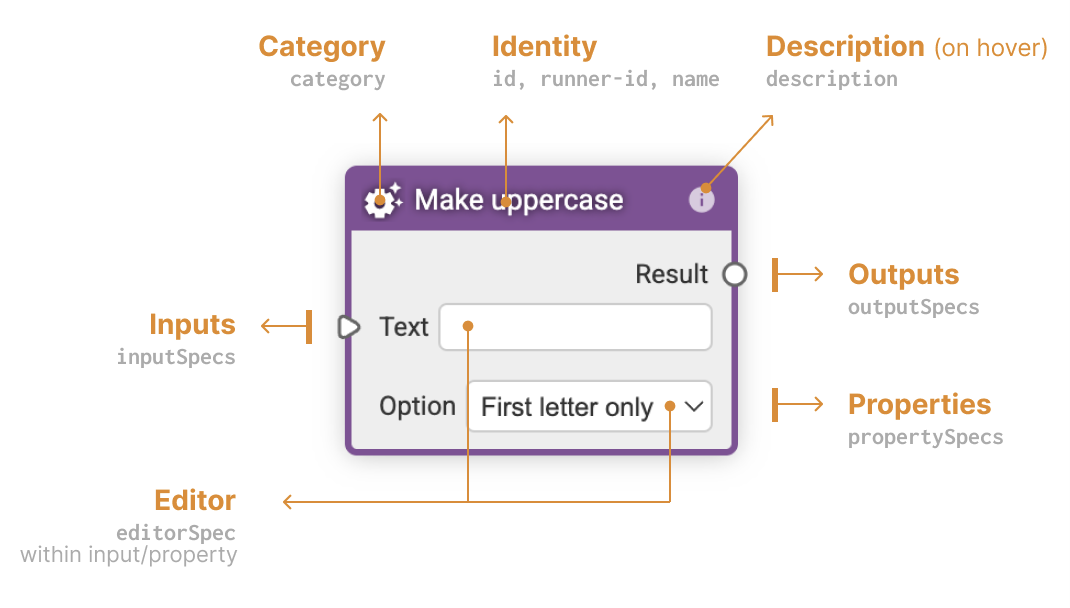 Category
category
Identity
id, runner-id, name
Description (on hover)
description
Make uppercase
i
Result
Outputs
outputSpecs
Inputs
inputSpecs
Text
Option
First letter only
Properties
propertySpecs
Editor
editorSpec
within input/property